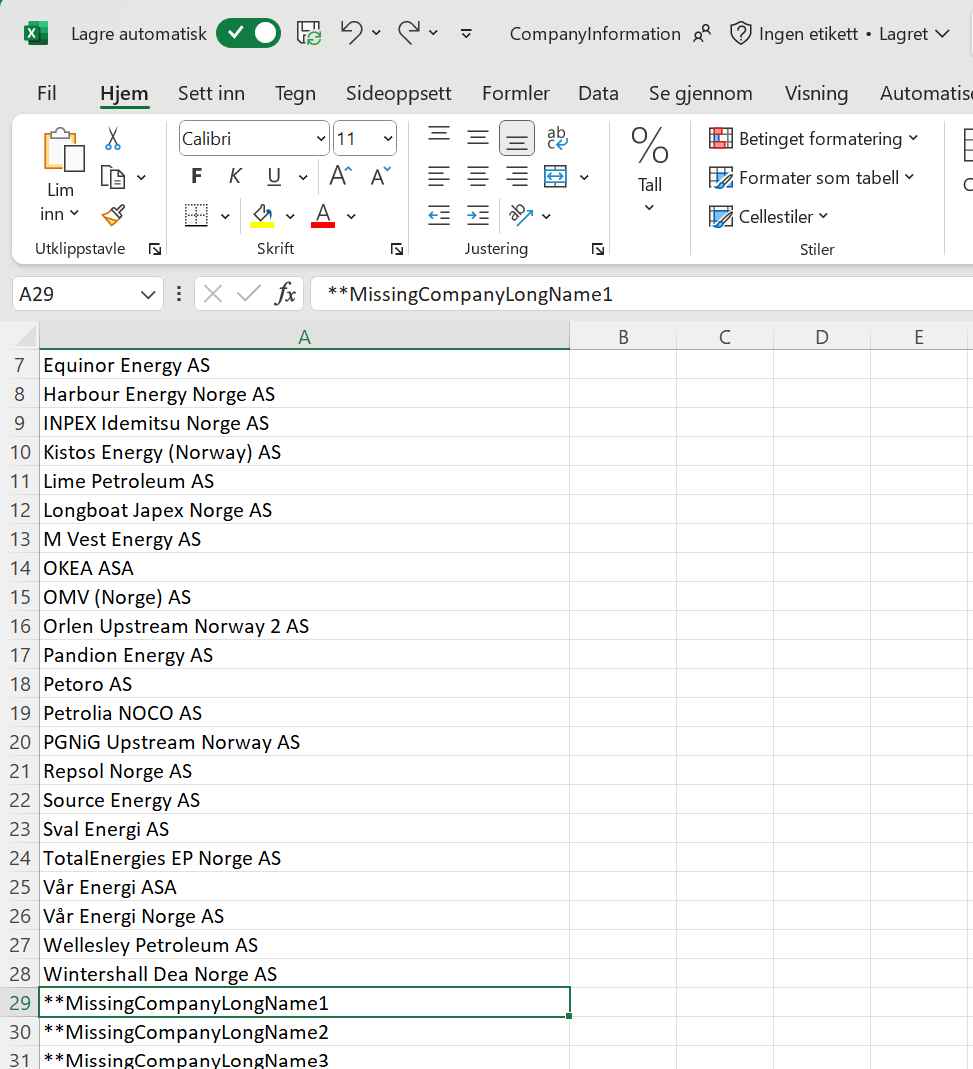 Lagre automatisk CompanyInformation Ingen etikett • Lagret
Fil Hjem Sett inn Tegn Sideoppsett Formler Data Se gjennom Visning Automatise
Calibri 11 ab % Betinget formatering
Lim inn F K U A A Tall Formater som tabell
A Cellestiler
Utklippstavle Skrift Justering Stiler
A29 fx **MissingCompanyLongName1
A B C D E
7 Equinor Energy AS
8 Harbour Energy Norge AS
9 INPEX Idemitsu Norge AS
10 Kistos Energy (Norway) AS
11 Lime Petroleum AS
12 Longboat Japex Norge AS
13 M Vest Energy AS
14 OKEA ASA
15 OMV (Norge) AS
16 Orlen Upstream Norway 2 AS
17 Pandion Energy AS
18 Petoro AS
19 Petrolia NOCO AS
20 PGNiG Upstream Norway AS
21 Repsol Norge AS
22 Source Energy AS
23 Sval Energi AS
24 TotalEnergies EP Norge AS
25 Vår Energi ASA
26 Vår Energi Norge AS
27 Wellesley Petroleum AS
28 Wintershall Dea Norge AS
29 **MissingCompanyLongName1
30 **MissingCompanyLongName2
31 **MissingCompanyLongName3